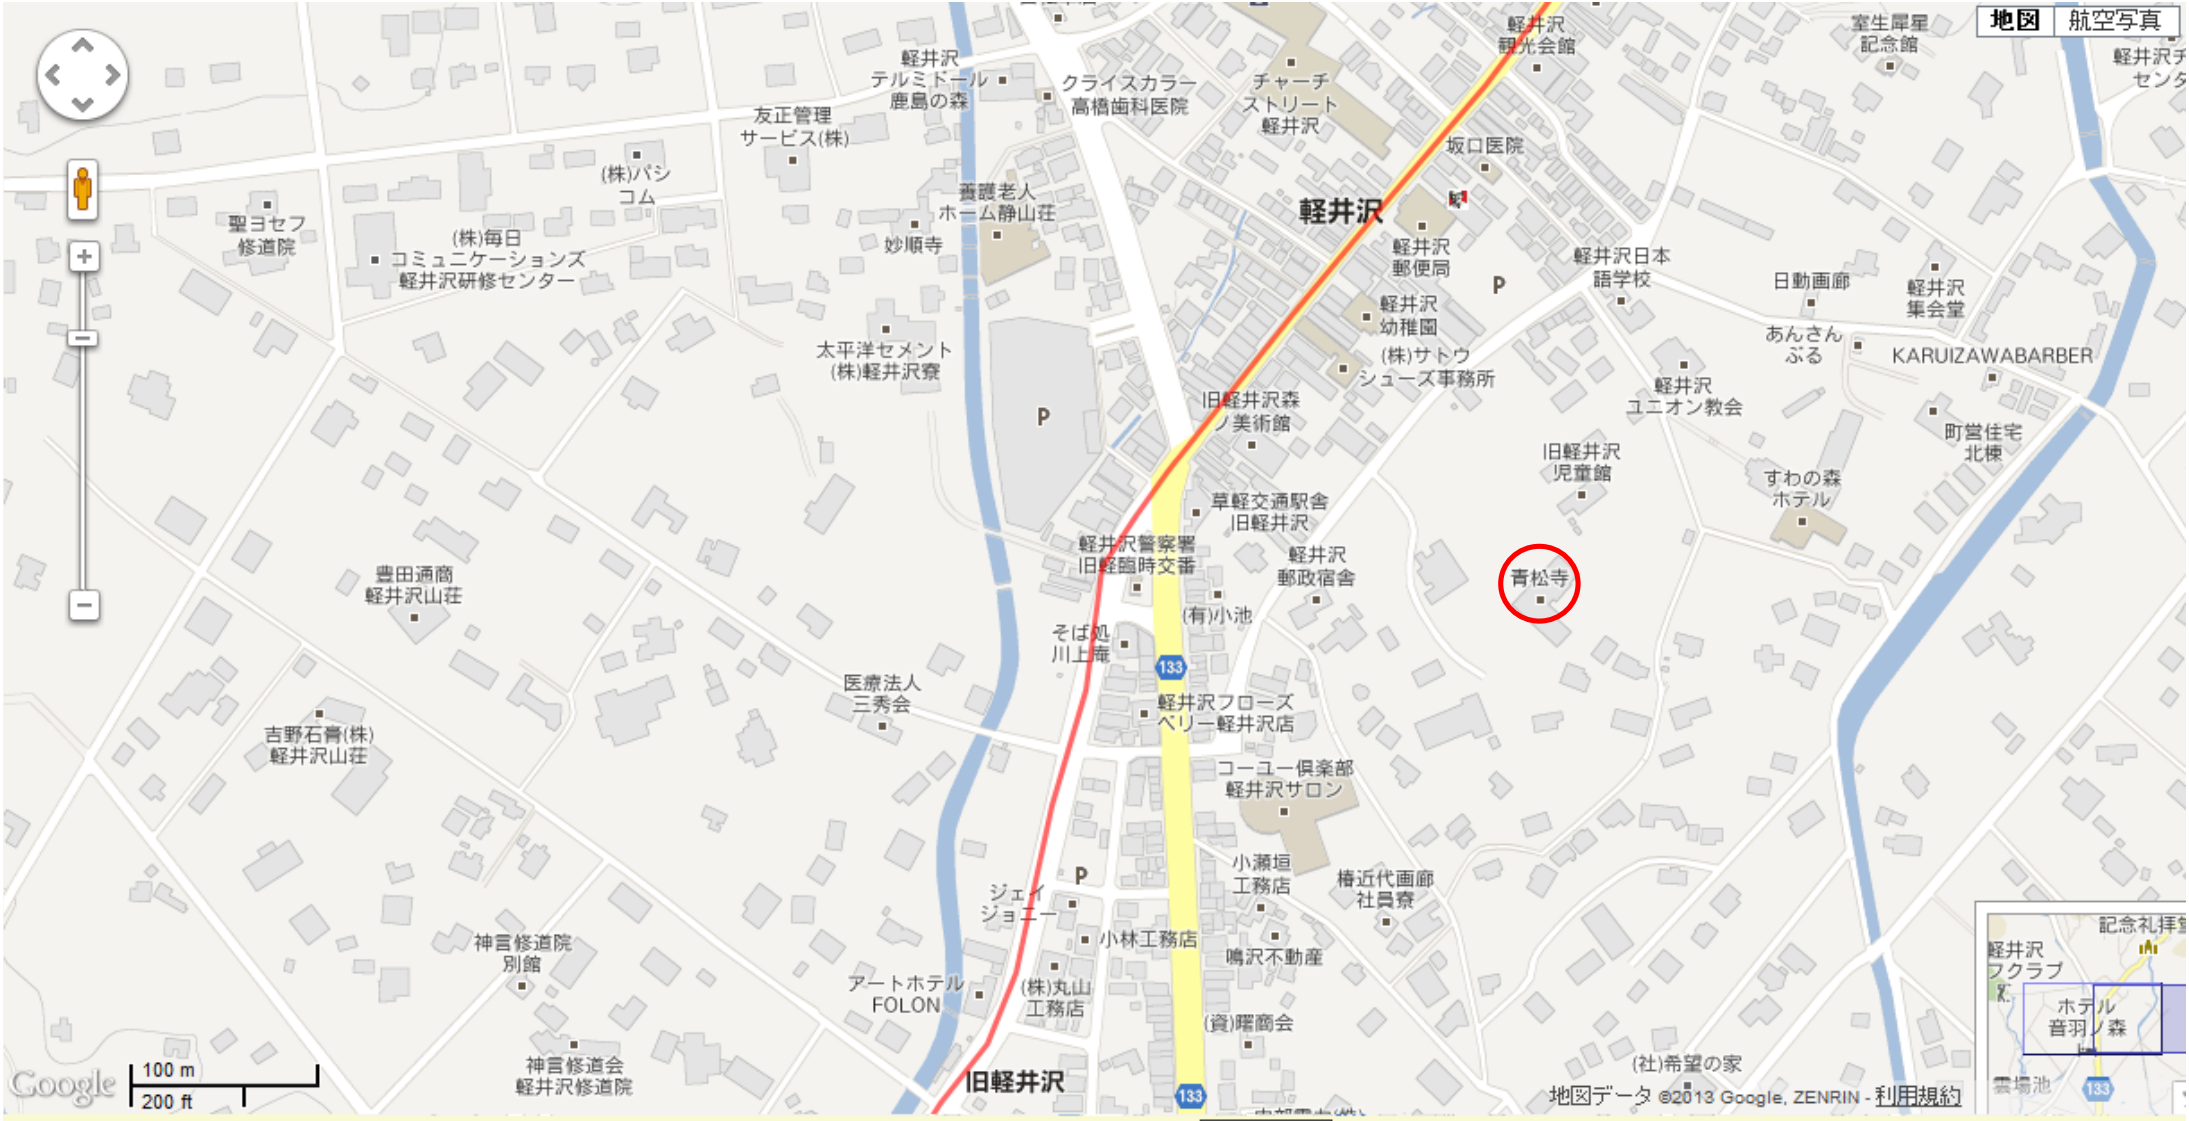 地図
航空写真
軽井沢
観光会館
室生犀星
記念館
軽井沢
テルミドール
鹿島の森
クライスカラー
高橋歯科医院
チャーチ
ストリート
軽井沢
友正管理
サービス(株)
坂口医院
(株)パシ
コム
養護老人
ホーム静山荘
軽井沢
聖ヨセフ
修道院
(株)毎日
コミュニケーションズ
軽井沢研修センター
妙順寺
軽井沢
郵便局
P
軽井沢日本
語学校
日動画廊
軽井沢
集会堂
軽井沢
幼稚園
あんさん
ぶる
KARUIZAWABARBER
太平洋セメント
(株)軽井沢寮
(株)サトウ
シューズ事務所
軽井沢
ユニオン教会
P
旧軽井沢森
ノ美術館
町営住宅
北棟
旧軽井沢
児童館
すわの森
ホテル
草軽交通駅舎
旧軽井沢
軽井沢警察署
旧軽臨時交番
軽井沢
郵政宿舎
青松寺
豊田通商
軽井沢山荘
(有)小池
そば処
川上庵
133
医療法人
三秀会
軽井沢フローズ
ベリー軽井沢店
吉野石膏(株)
軽井沢山荘
コーユー倶楽部
軽井沢サロン
小瀬垣
工務店
椿近代画廊
社員寮
P
ジェイ
ジョニー
小林工務店
神言修道院
別館
鳴沢不動産
アートホテル
FOLON
(株)丸山
工務店
(資)曙商会
神言修道会
軽井沢修道院
旧軽井沢
133
(社)希望の家
記念礼拝堂
軽井沢
フクラブ
ホテル
音羽ノ森
雲場池
133
Google
100 m
200 ft
地図データ ©2013 Google, ZENRIN - 利用規約